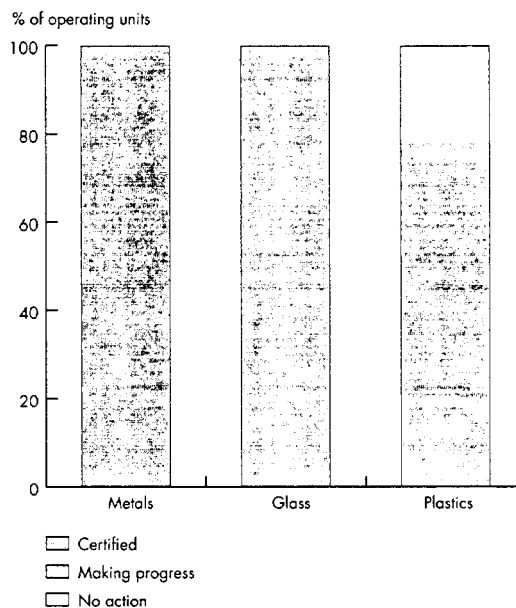 % of operating units
100
80
60
40
20
0
Metals Glass Plastics
Certified
Making progress
No action